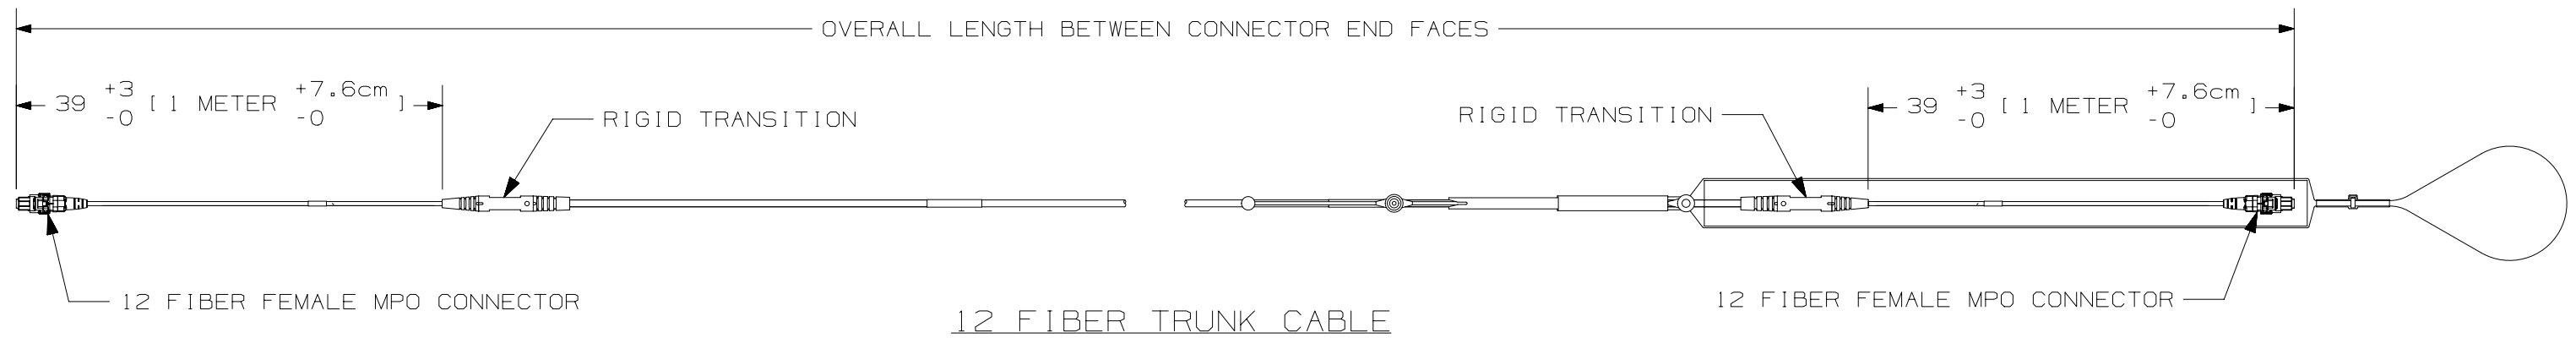 OVERALL LENGTH BETWEEN CONNECTOR END FACES
39 +3 -0 [ 1 METER +7.6cm -0 ]
RIGID TRANSITION
RIGID TRANSITION
39 +3 -0 [ 1 METER +7.6cm -0 ]
12 FIBER FEMALE MPO CONNECTOR
12 FIBER FEMALE MPO CONNECTOR
12 FIBER TRUNK CABLE